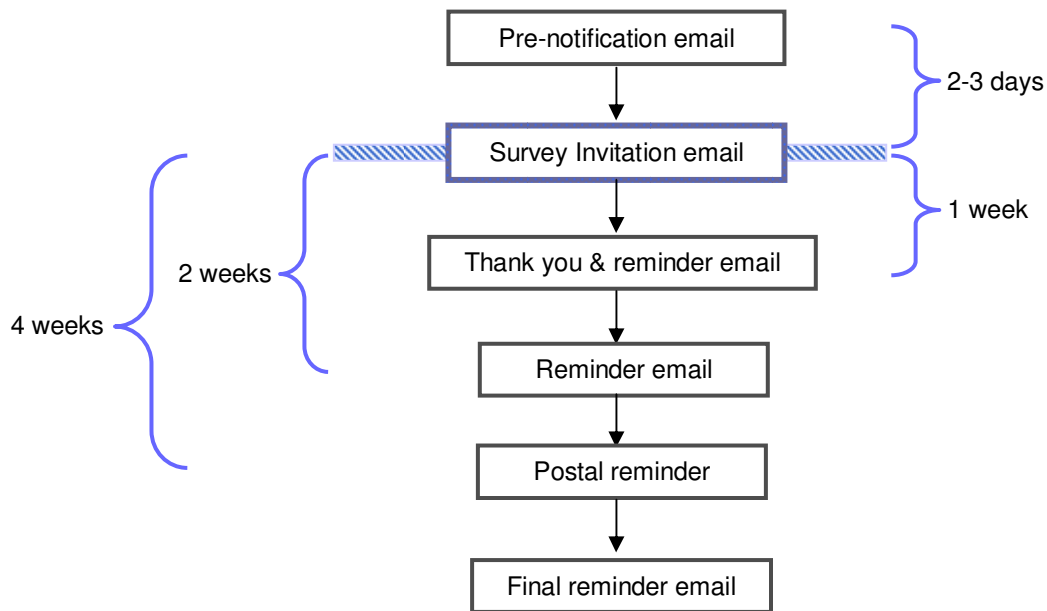 Pre-notification email
2-3 days
Survey Invitation email
1 week
Thank you & reminder email
2 weeks
4 weeks
Reminder email
Postal reminder
Final reminder email